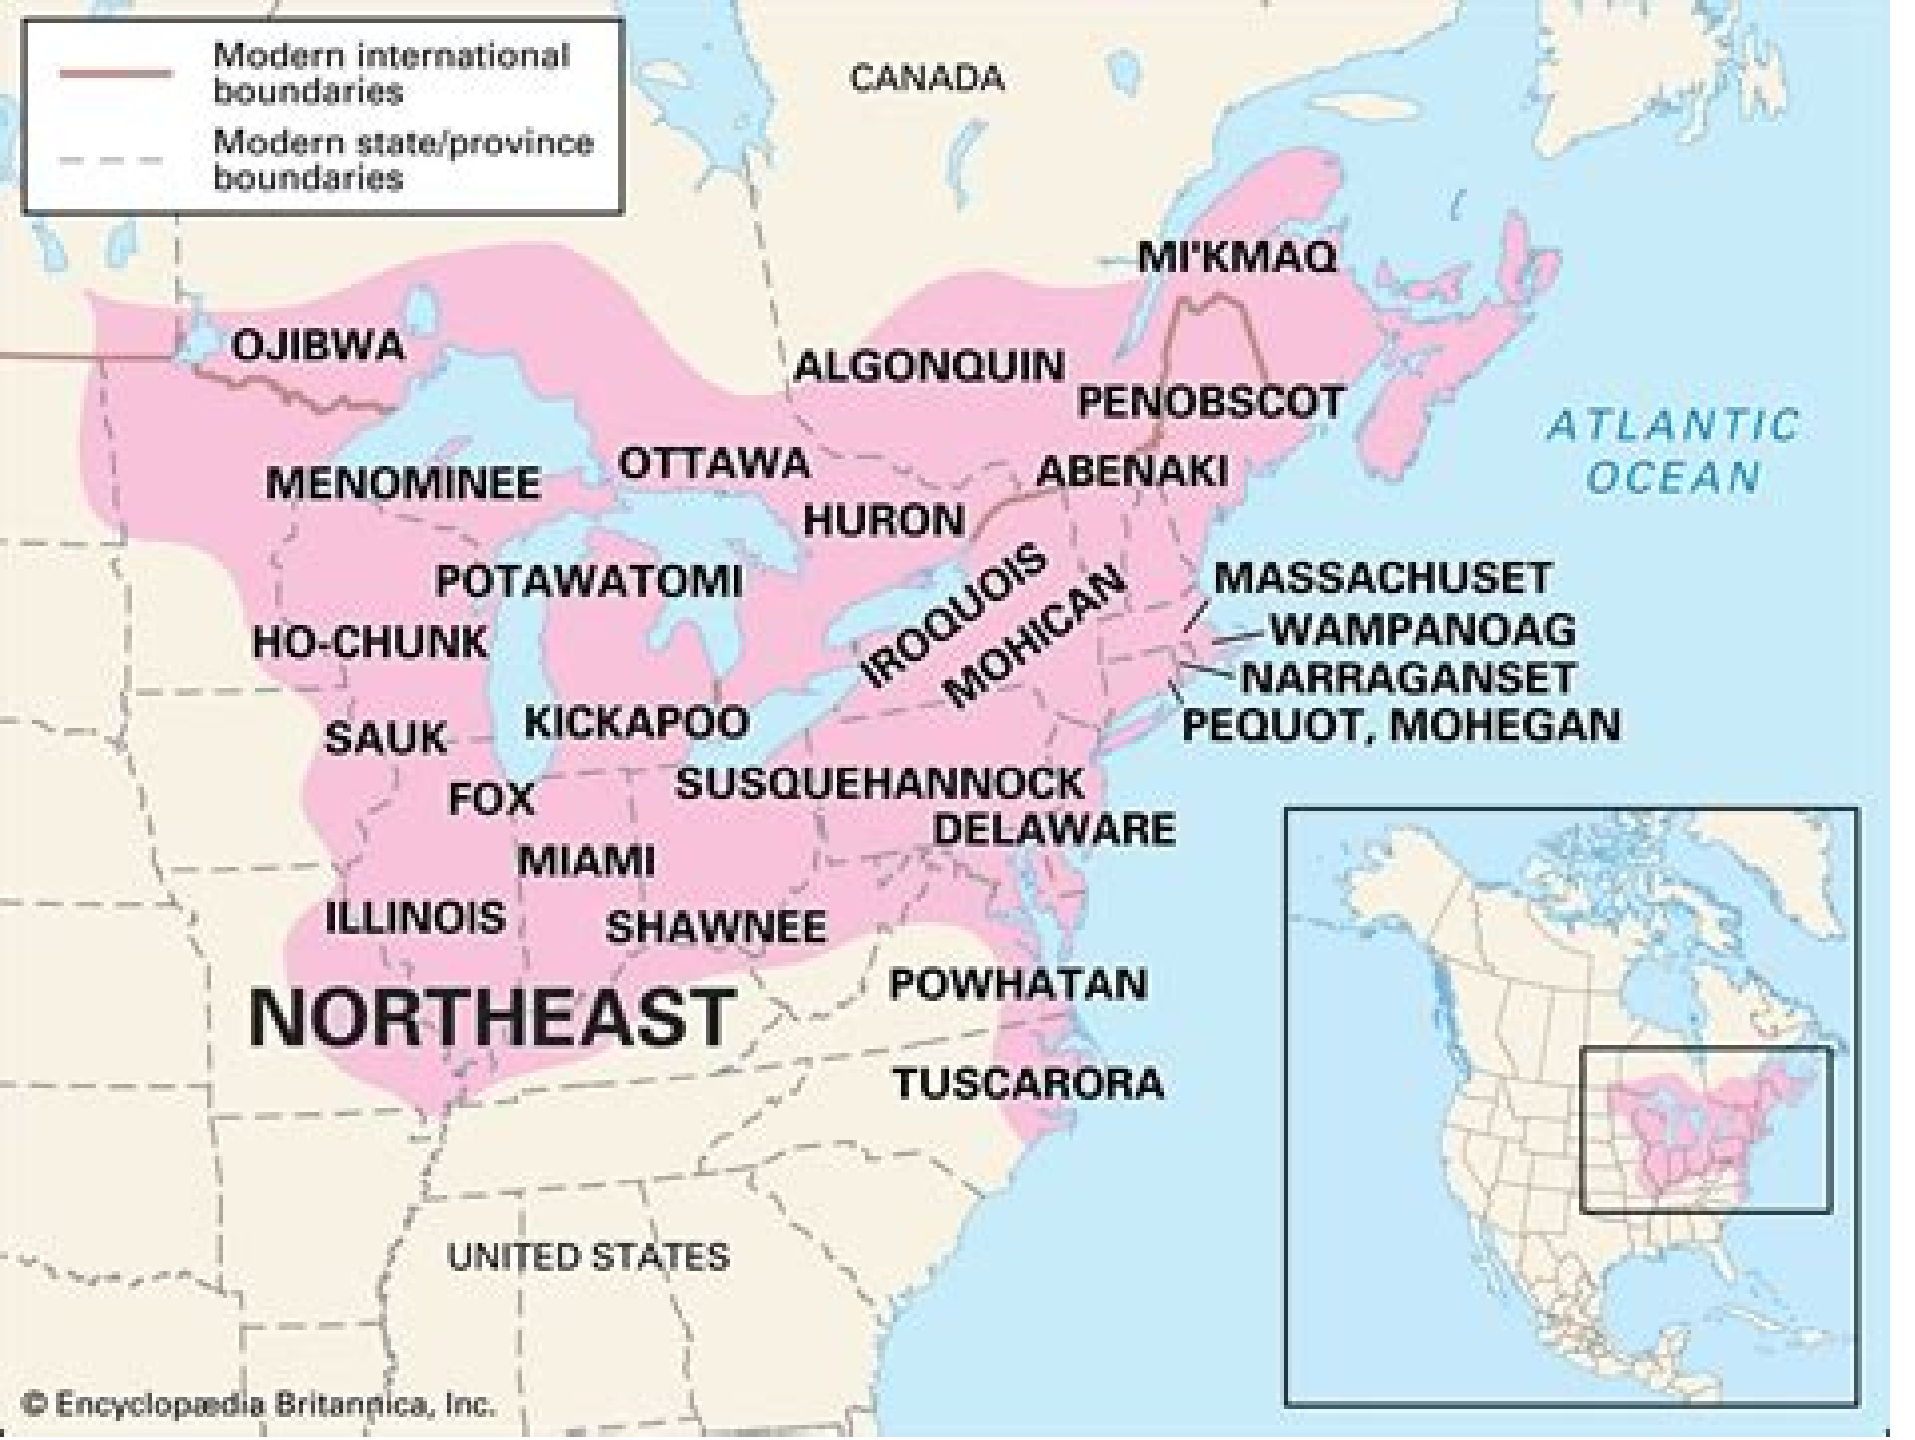 Modern international
boundaries
Modern state/province
boundaries
CANADA
MI'KMAQ
OJIBWA
ALGONQUIN
PENOBSCOT
ATLANTIC
OCEAN
OTTAWA
ABENAKI
MENOMINEE
HURON
POTAWATOMI
IROQUOIS
MOHICAN
MASSACHUSET
WAMPANOAG
HO-CHUNK
NARRAGANSET
PEQUOT, MOHEGAN
SAUK
KICKAPOO
FOX
SUSQUEHANNOCK
DELAWARE
MIAMI
ILLINOIS
SHAWNEE
POWHATAN
NORTHEAST
TUSCARORA
UNITED STATES
© Encyclopædia Britannica, Inc.